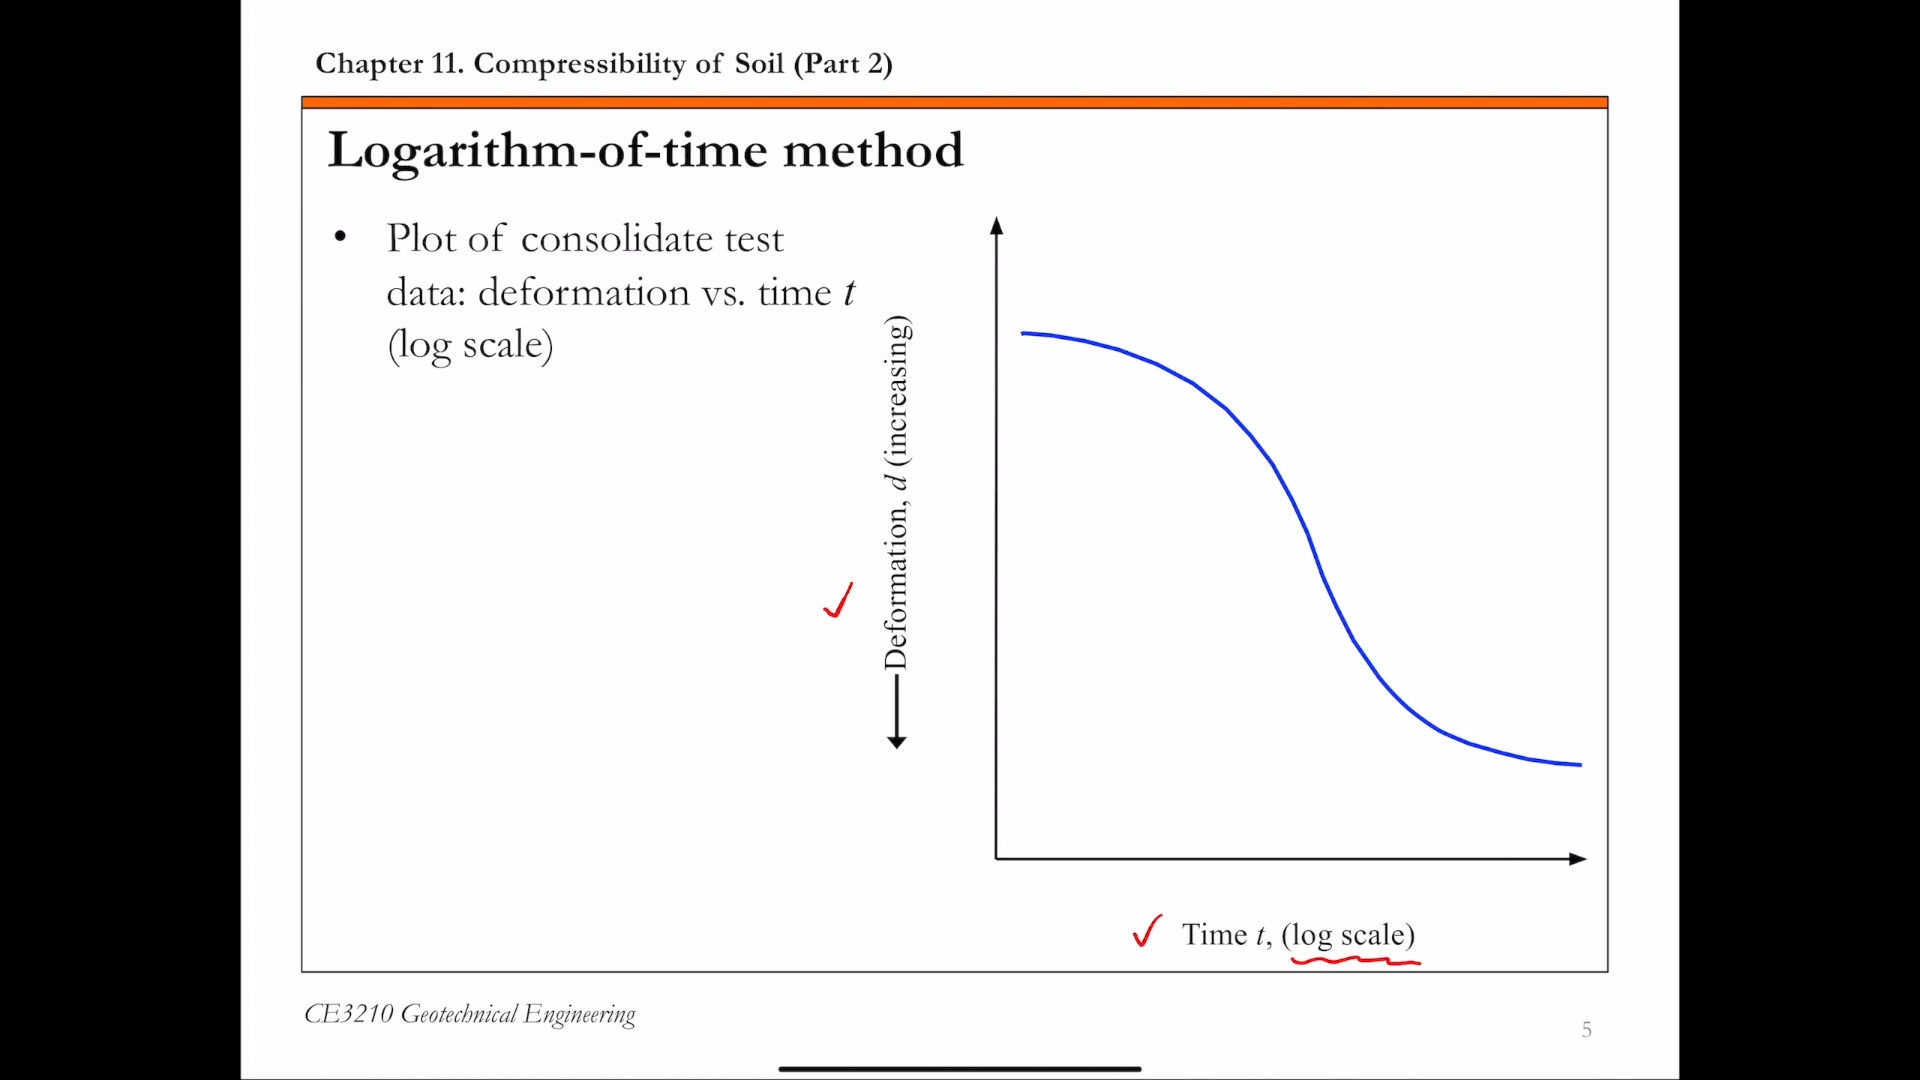 Chapter 11. Compressibility of Soil (Part 2)
Logarithm-of-time method
• Plot of consolidate test
data: deformation vs. time t
(log scale)
Deformation, d (increasing)
Time t, (log scale)
CE3210 Geotechnical Engineering
5